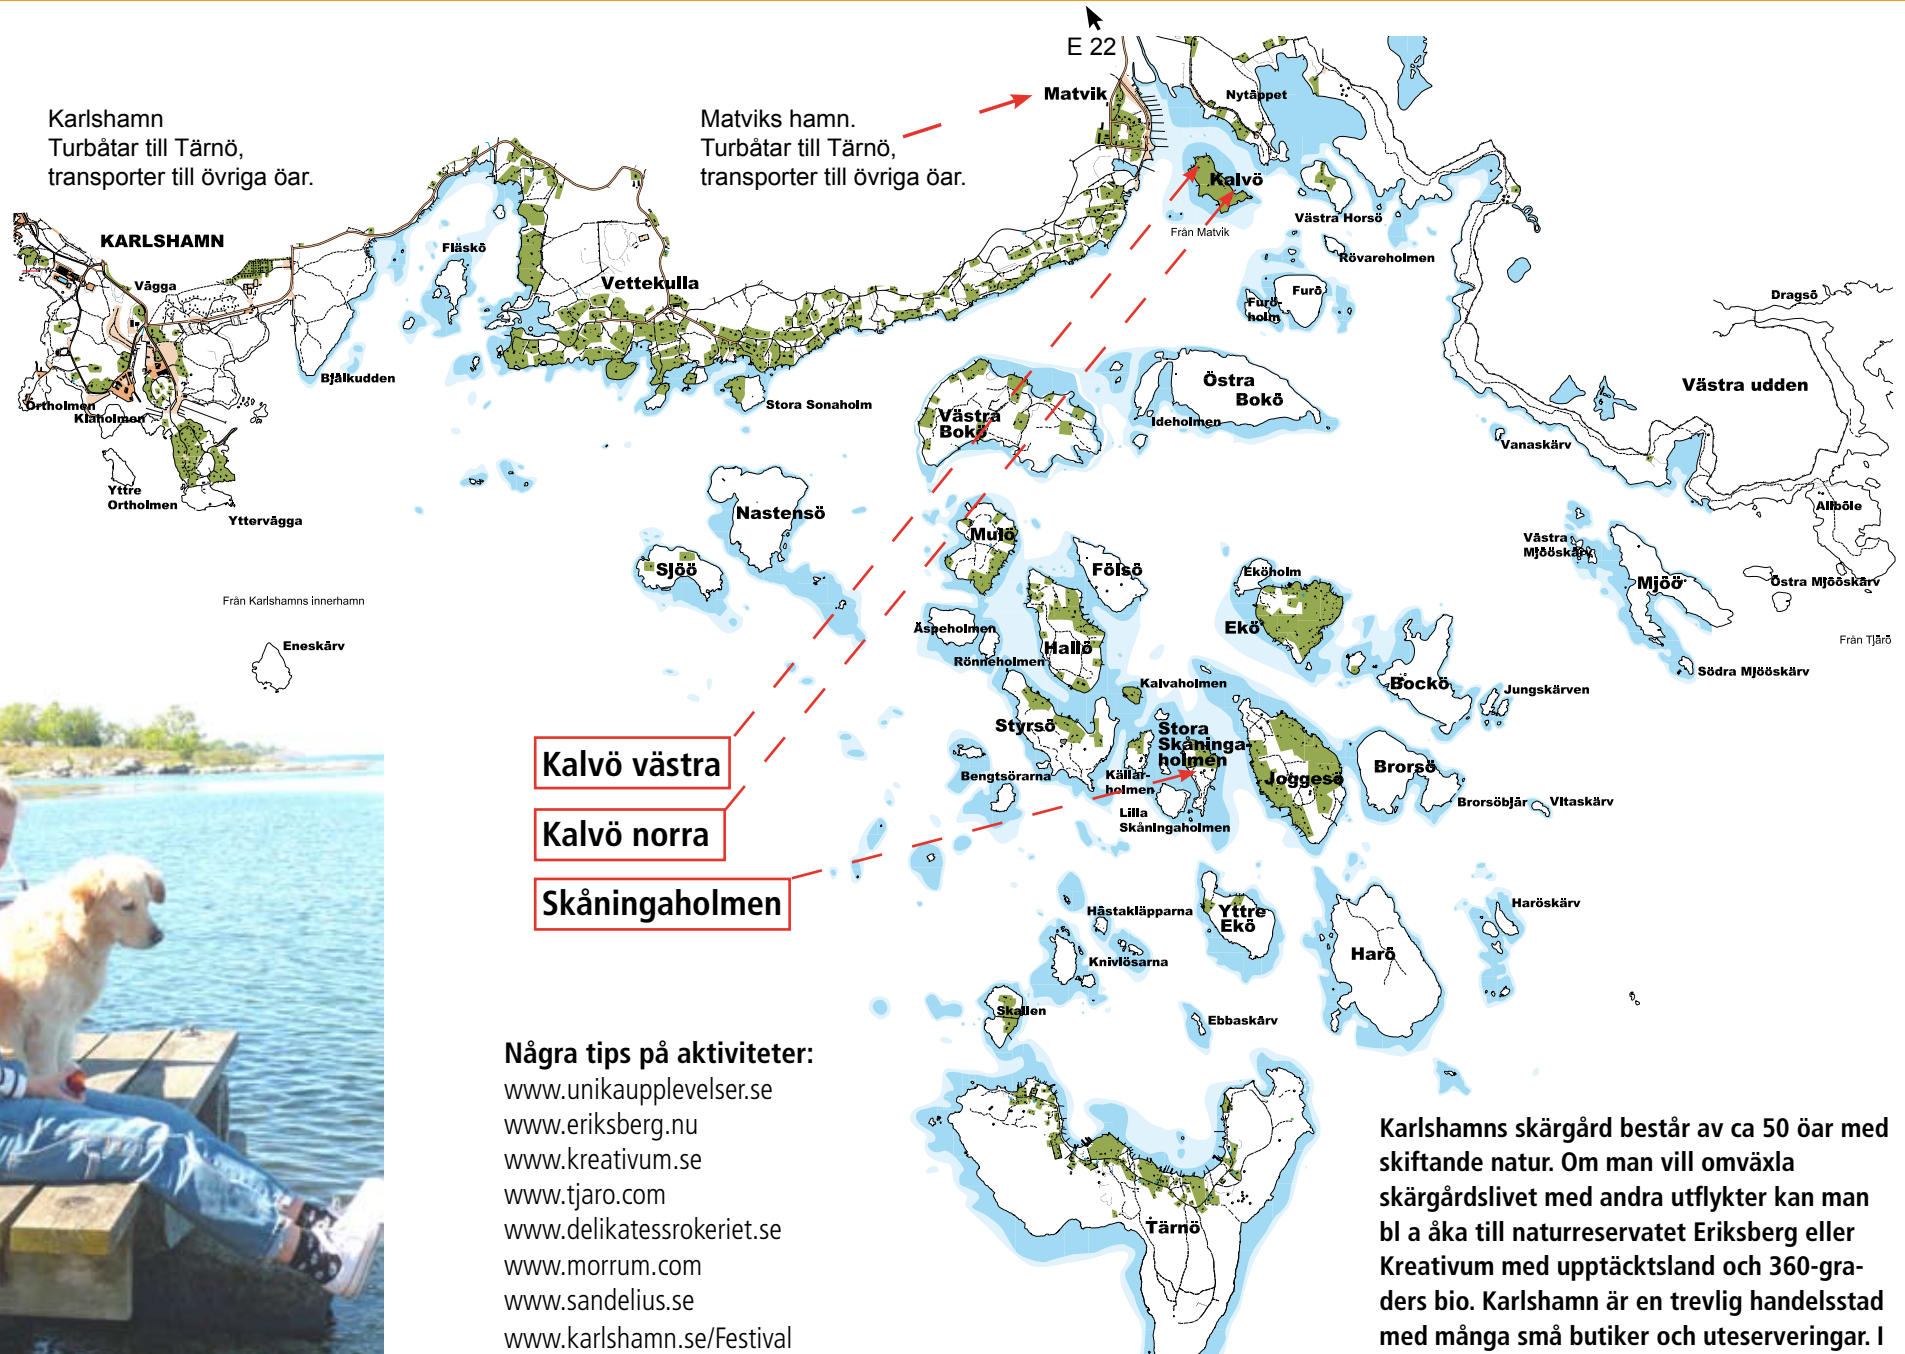 E 22
Karlshamn
Turbåtar till Tärnö,
transporter till övriga öar.
Matviks hamn.
Turbåtar till Tärnö,
transporter till övriga öar.
Matvik
Nytäppet
Kalvö
Från Matvik
Västra Horsö
Rövareholmen
Furö
Furö-
holm
KARLSHAMN
Vägga
Fläskö
Vettekulla
Bjälkudden
Stora Sonaholm
Ortholmen
Klaholmen
Yttre
Ortholmen
Yttervägga
Dragsö
Västra udden
Östra
Bokö
Ideholmen
Västra
Bokö
Vanaskärv
Allböle
Nastensö
Mulö
Sjöö
Fölsö
Eköholm
Västra
Mjööskärv
Mjöö
Östra Mjööskärv
Från Karlshamns innerhamn
Äspeholmen
Ekö
Från Tjärö
Eneskärv
Hallö
Rönneholmen
Södra Mjööskärv
Kalvaholmen
Bockö
Jungskärven
Styrsö
Stora
Skåninga-
holmen
Kalvö västra
Bengtsörarna
Källar-
holmen
Joggesö
Brorsö
Brorsöbjär
Vitaskärv
Lilla
Skåningaholmen
Kalvö norra
Skåningaholmen
Hästakläpparna
Yttre
Ekö
Haröskärv
Knivlösarna
Harö
Skallen
Ebbaskärv
Tärnö
Några tips på aktiviteter:
www.unikaupplevelser.se
www.eriksberg.nu
www.kreativum.se
www.tjaro.com
www.delikatessrokeriet.se
www.morrum.com
www.sandelius.se
www.karlshamn.se/Festival
Karlshamns skärgård består av ca 50 öar med
skiftande natur. Om man vill omväxla
skärgårdslivet med andra utflykter kan man
bl a åka till naturreservatet Eriksberg eller
Kreativum med upptäcktsland och 360-gra-
ders bio. Karlshamn är en trevlig handelsstad
med många små butiker och uteserveringar. I